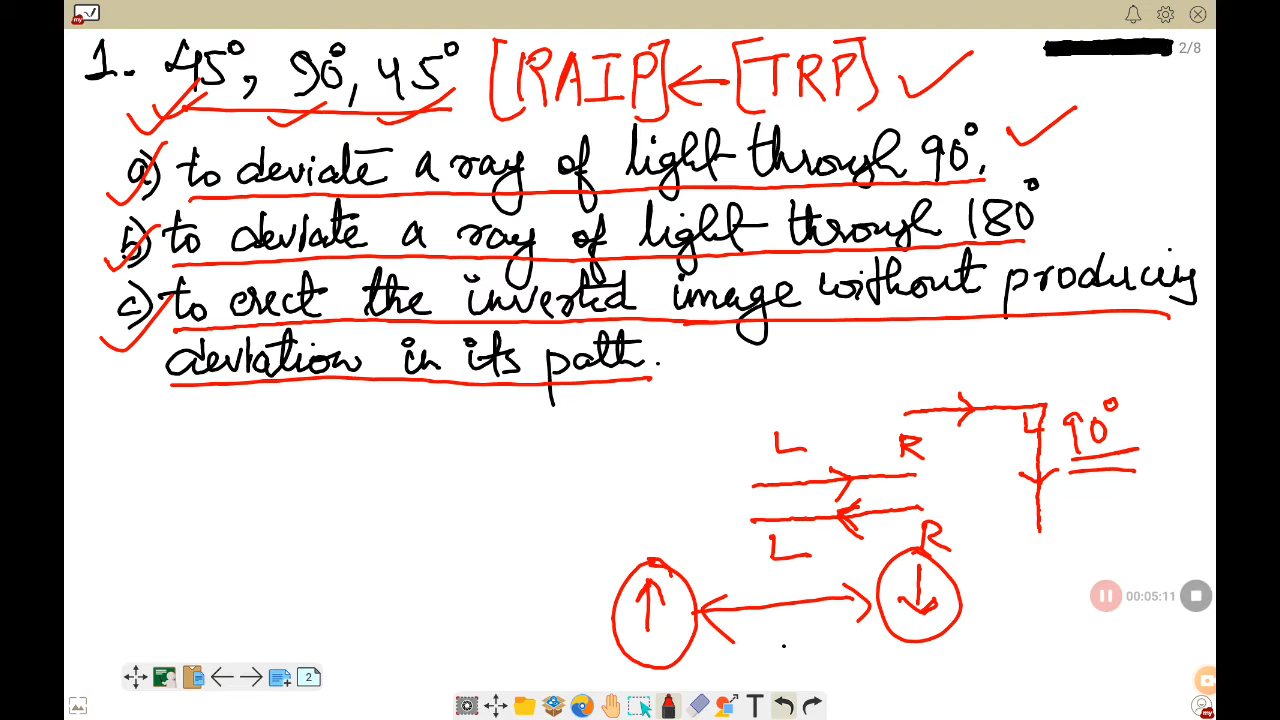 2/8
1. 45°, 90°, 45° [RAIP] ← [TRP]
a) to deviate a ray of light through 90°.
b) to deviate a ray of light through 180°
c) to erect the inverted image without producing
deviation in its path.
90°
L R
L R
00:05:11
2
T
my